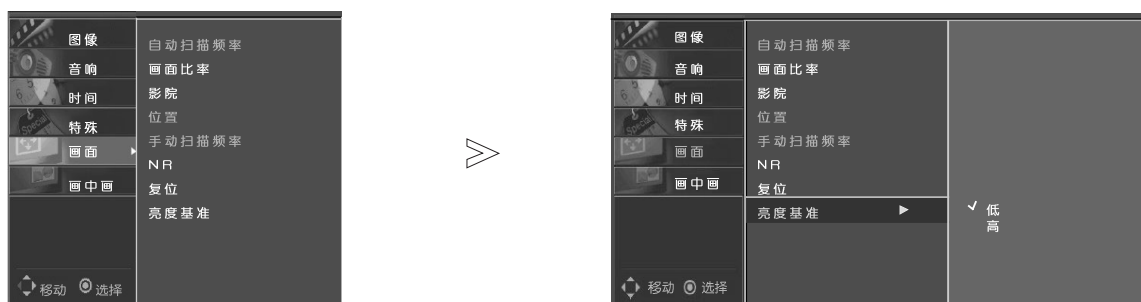 图像
音响
时间
特殊
画面
画中画
移动 选择
自动扫描频率
画面比率
影院
位置
手动扫描频率
NR
复位
亮度基准
图像
音响
时间
特殊
画面
画中画
移动 选择
自动扫描频率
画面比率
影院
位置
手动扫描频率
NR
复位
亮度基准
低
高